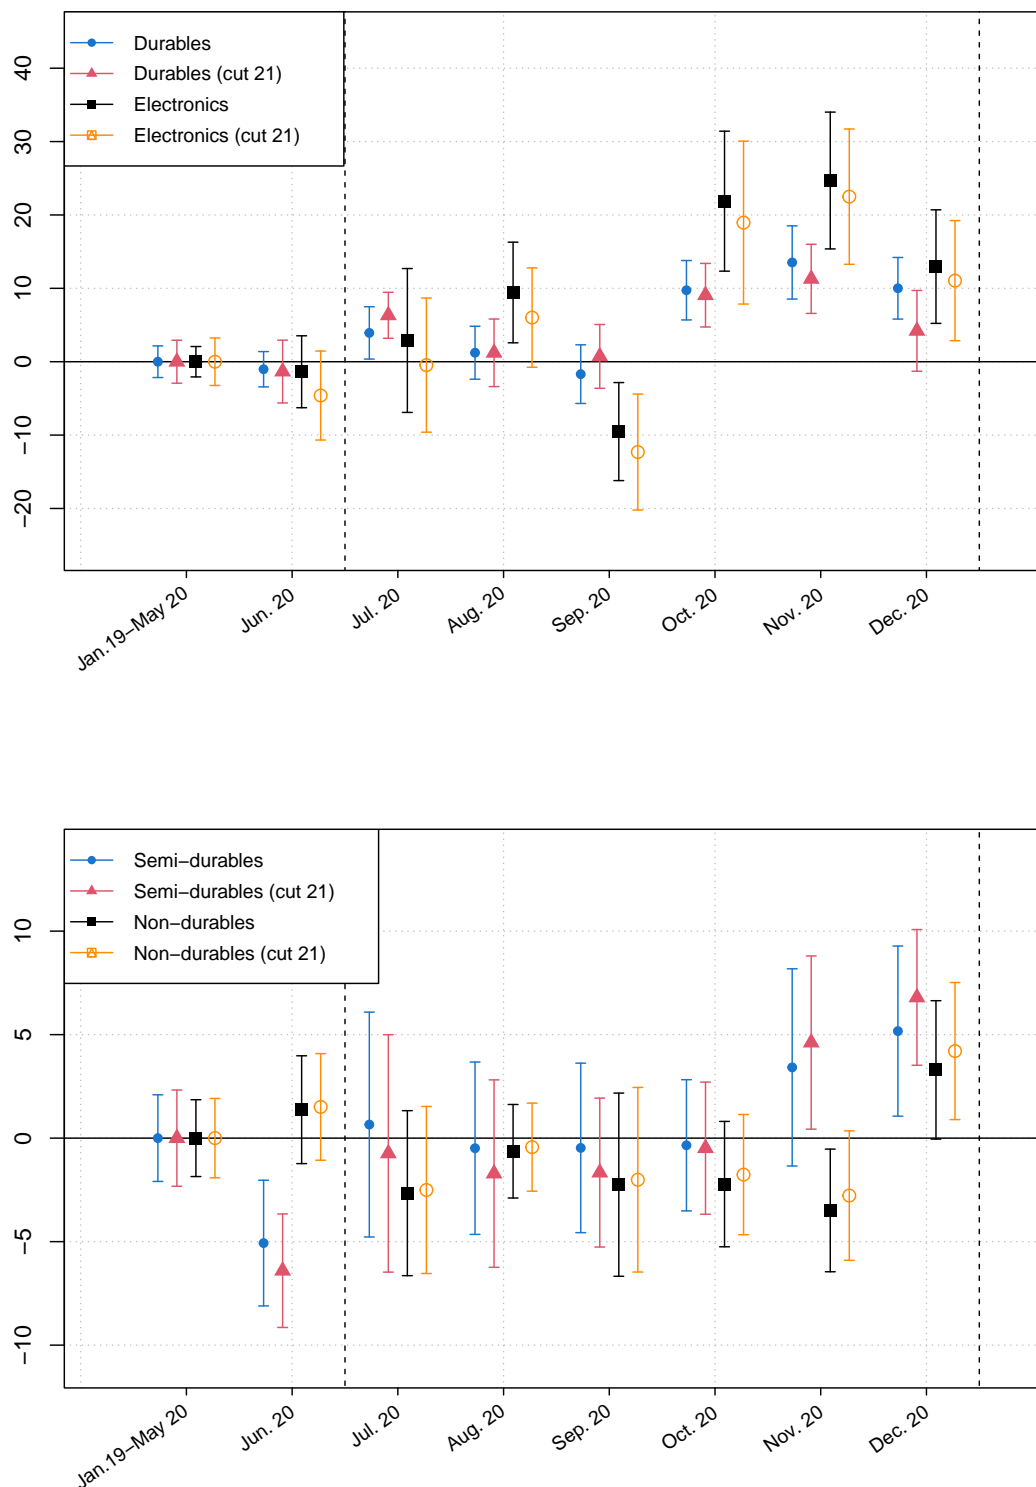 Durables
Durables (cut 21)
Electronics
Electronics (cut 21)
40
30
20
10
0
−10
−20
Jan.19−May 20
Jun. 20
Jul. 20
Aug. 20
Sep. 20
Oct. 20
Nov. 20
Dec. 20
Semi−durables
Semi−durables (cut 21)
Non−durables
Non−durables (cut 21)
10
5
0
−5
−10
Jan.19−May 20
Jun. 20
Jul. 20
Aug. 20
Sep. 20
Oct. 20
Nov. 20
Dec. 20